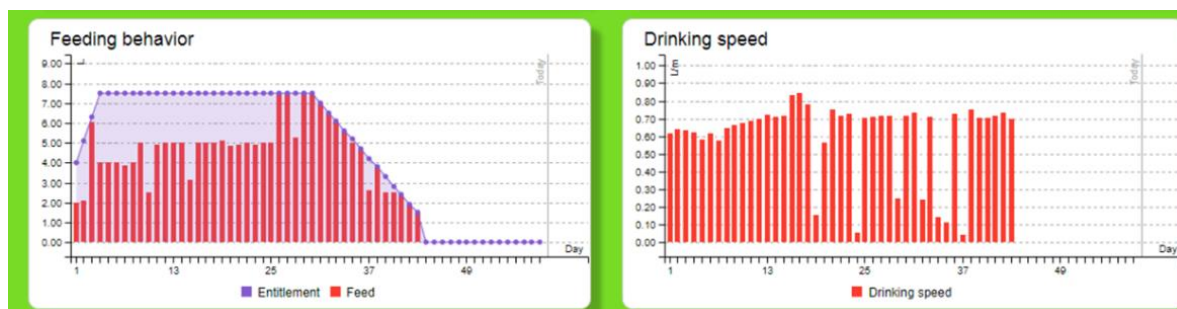 Feeding behavior
L
9.00
8.00
7.00
6.00
5.00
4.00
3.00
2.00
1.00
0.00
Today
Day
1 13 25 37 49
Entitlement Feed
Drinking speed
L/m
1.00
0.90
0.80
0.70
0.60
0.50
0.40
0.30
0.20
0.10
0.00
Today
Day
1 13 25 37 49
Drinking speed